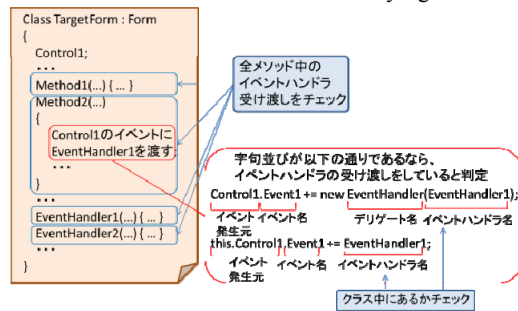 Class TargetForm : Form
{
Control1;
...
Method1(...) { ... }
Method2(...)
{
Control1のイベントに
EventHandler1を渡す;
...
}
...
EventHandler1(...) { ... }
EventHandler2(...) { ... }
...
}
全メソッド中の
イベントハンドラ
受け渡しをチェック
字句並びが以下の通りであるなら、
イベントハンドラの受け渡しをしていると判定
Control1.Event1 += new EventHandler(EventHandler1);
イベント
発生元
イベント名
デリゲート名
イベントハンドラ名
this.Control1.Event1 += EventHandler1;
イベント
発生元
イベント名
イベントハンドラ名
クラス中にあるかチェック